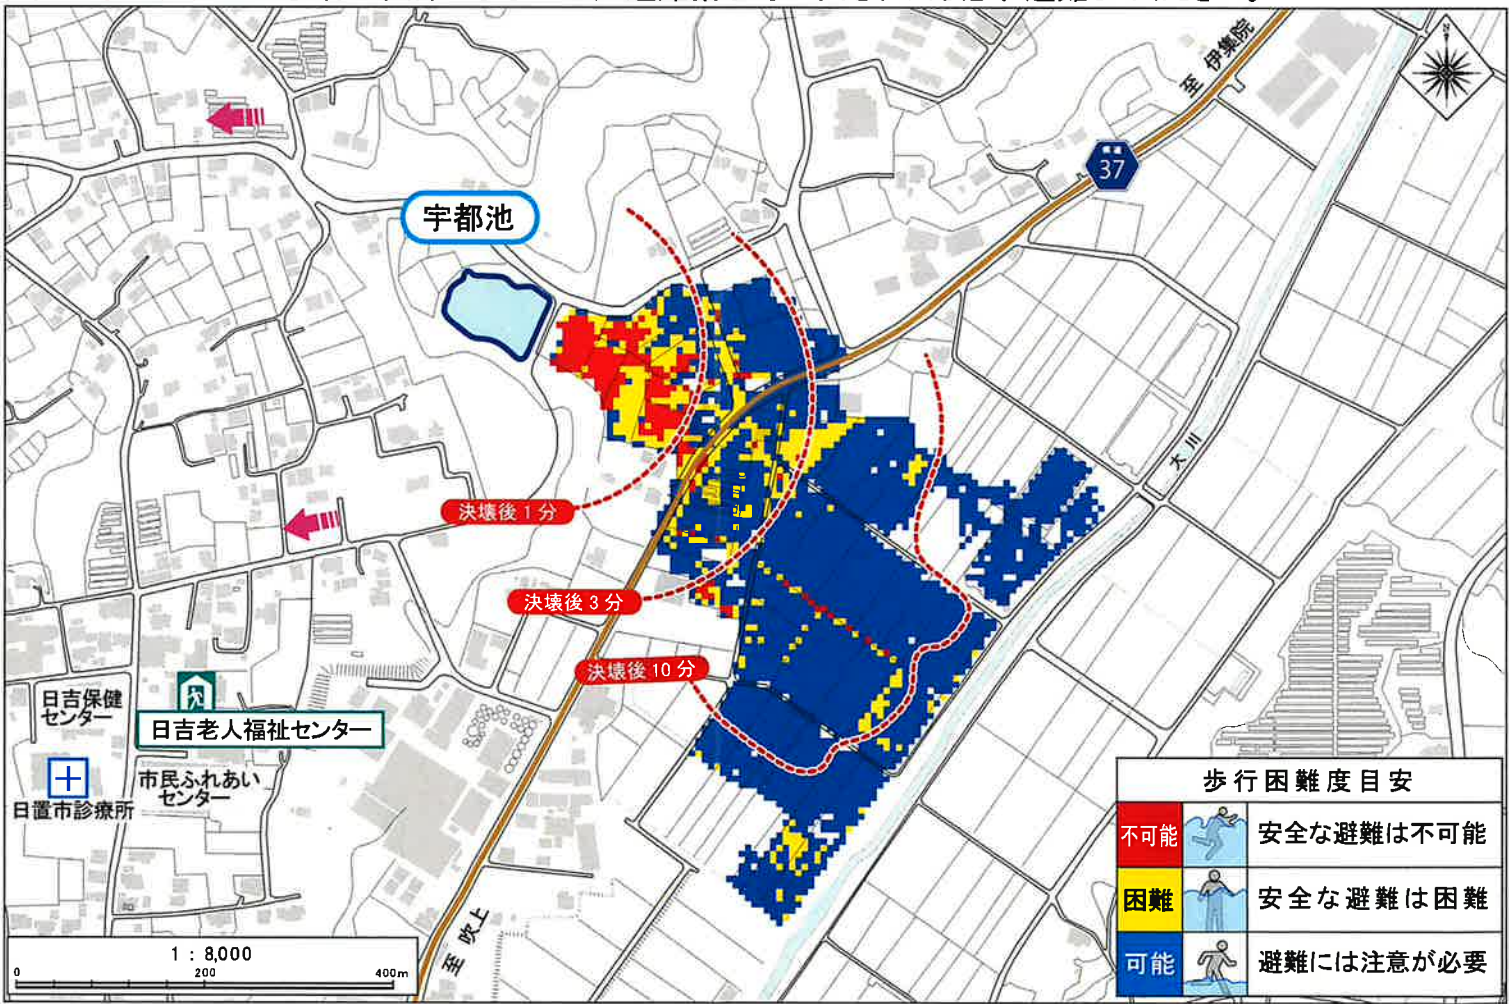 至 伊集院
N
県道
37
宇都池
大川
決壊後1分
決壊後3分
決壊後10分
日吉保健
センター
日吉老人福祉センター
市民ふれあい
センター
日置市診療所
至 吹上
1：8,000
0 200 400m
歩行困難度目安
不可能 安全な避難は不可能
困難 安全な避難は困難
可能 避難には注意が必要